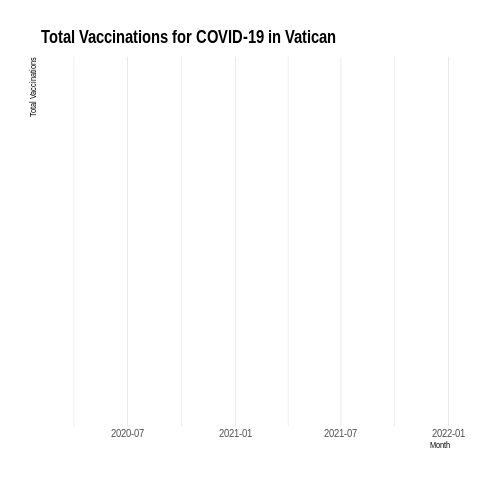 Total Vaccinations for COVID-19 in Vatican
Total Vaccinations
2020-07
2021-01
2021-07
2022-01
Month